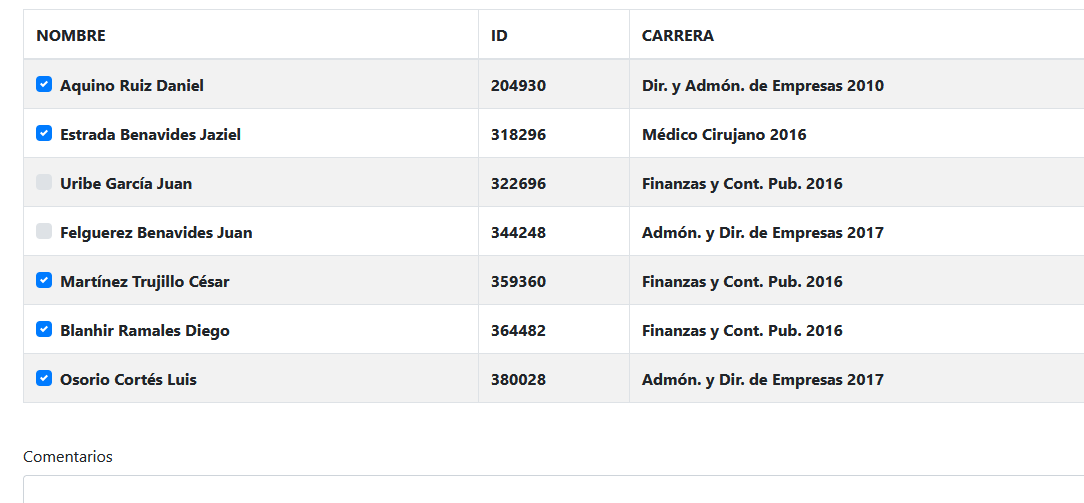 NOMBRE ID CARRERA
Aquino Ruiz Daniel 204930 Dir. y Admón. de Empresas 2010
Estrada Benavides Jaziel 318296 Médico Cirujano 2016
Uribe García Juan 322696 Finanzas y Cont. Pub. 2016
Felguerez Benavides Juan 344248 Admón. y Dir. de Empresas 2017
Martínez Trujillo César 359360 Finanzas y Cont. Pub. 2016
Blanhir Ramales Diego 364482 Finanzas y Cont. Pub. 2016
Osorio Cortés Luis 380028 Admón. y Dir. de Empresas 2017
Comentarios